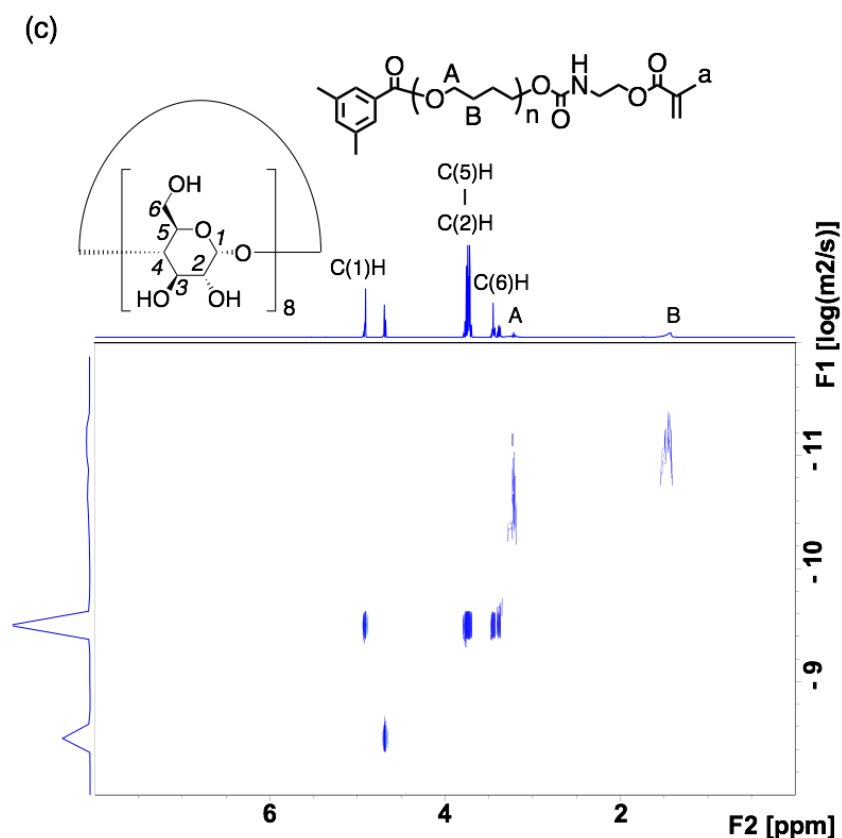 (c)
O
A
O
B
n
O
H
N
O
O
O
a
C(5)H
C(2)H
OH
6
5
O
1
4
2
O
3
HO
OH
8
C(1)H
C(6)H
A
B
F1 [log(m2/s)]
- 11
- 10
- 9
6
4
2
F2 [ppm]